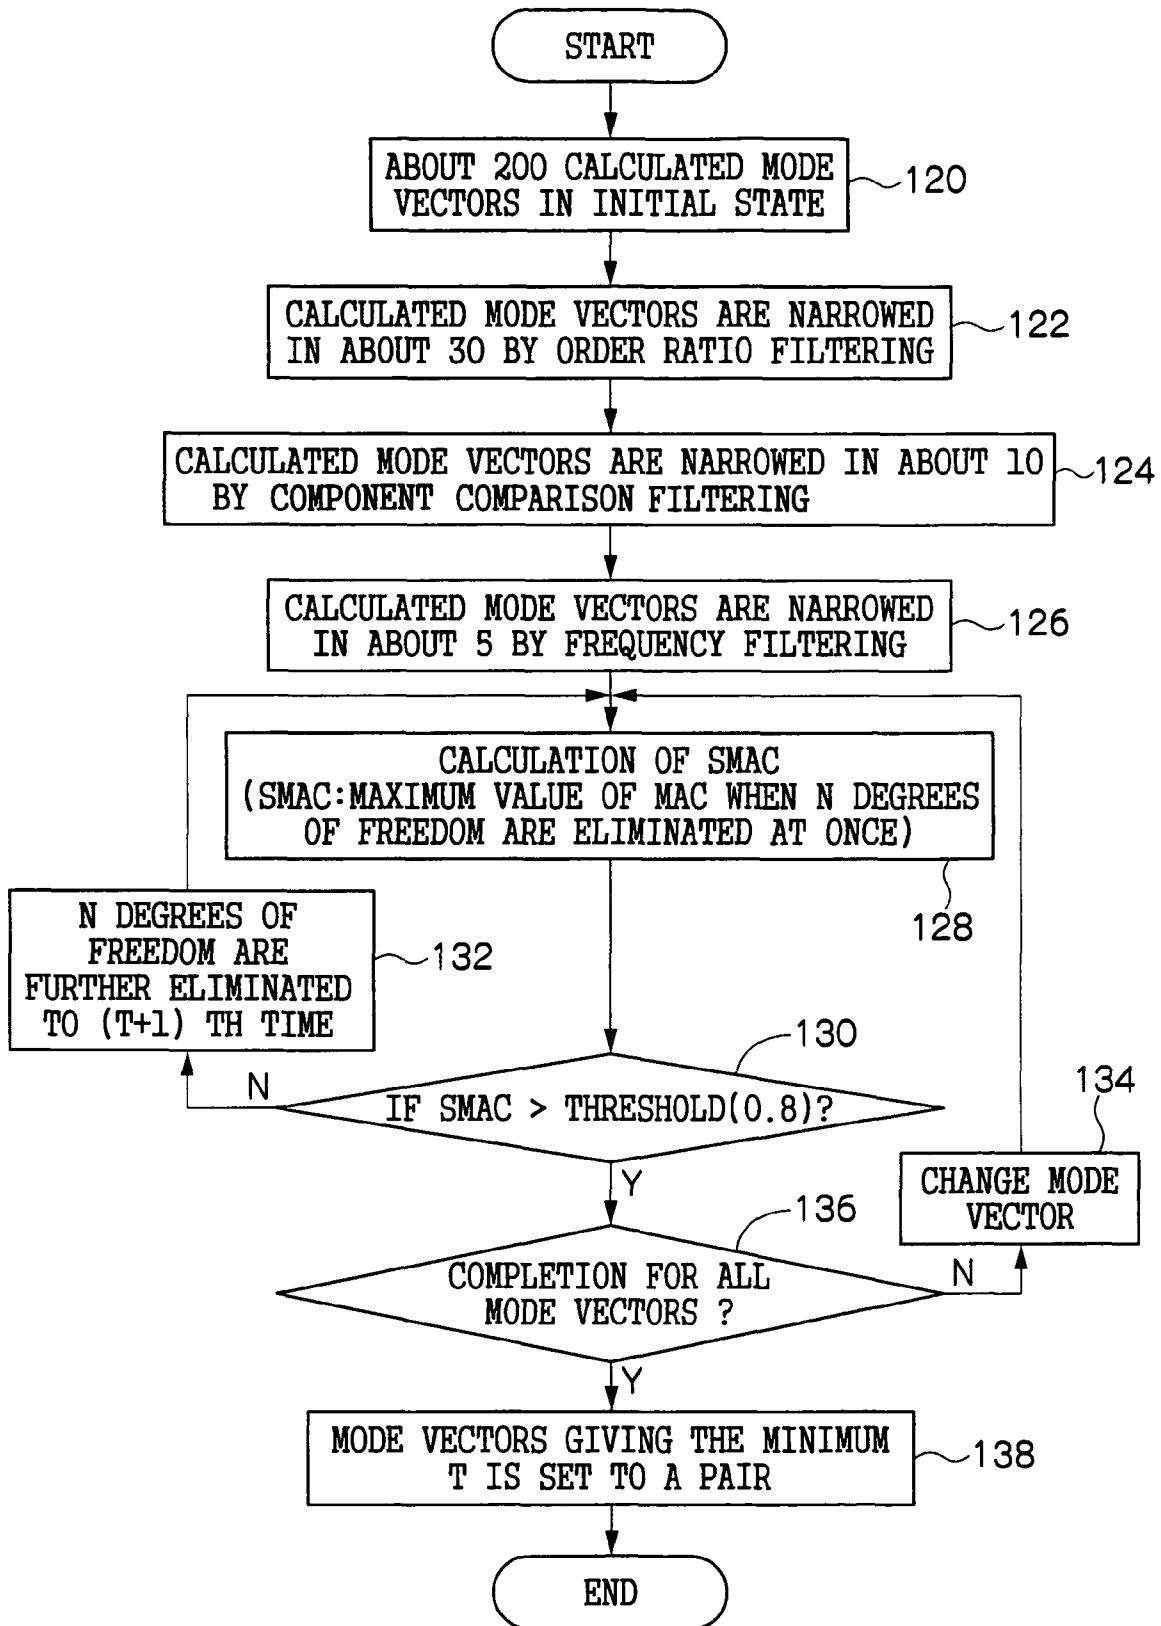 START
ABOUT 200 CALCULATED MODE
VECTORS IN INITIAL STATE
120
CALCULATED MODE VECTORS ARE NARROWED
IN ABOUT 30 BY ORDER RATIO FILTERING
122
CALCULATED MODE VECTORS ARE NARROWED IN ABOUT 10
BY COMPONENT COMPARISON FILTERING
124
CALCULATED MODE VECTORS ARE NARROWED
IN ABOUT 5 BY FREQUENCY FILTERING
126
CALCULATION OF SMAC
(SMAC:MAXIMUM VALUE OF MAC WHEN N DEGREES
OF FREEDOM ARE ELIMINATED AT ONCE)
128
N DEGREES OF
FREEDOM ARE
FURTHER ELIMINATED
TO (T+1) TH TIME
132
130
N
IF SMAC > THRESHOLD(0.8)?
Y
134
CHANGE MODE
VECTOR
136
COMPLETION FOR ALL
MODE VECTORS ?
N
Y
MODE VECTORS GIVING THE MINIMUM
T IS SET TO A PAIR
138
END